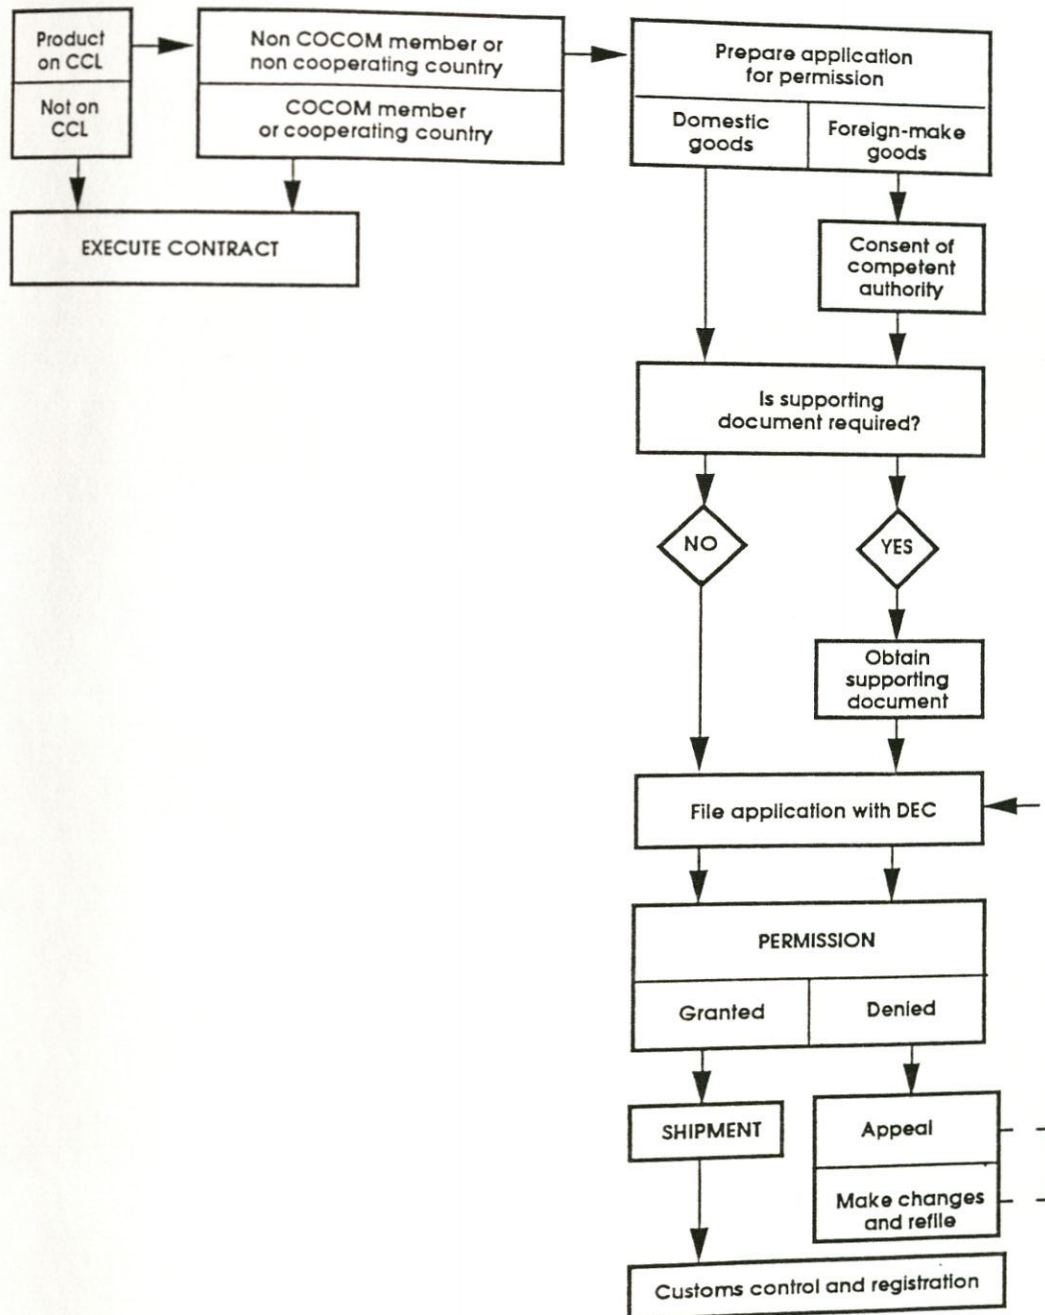 Product
on CCL
Not on
CCL
Non COCOM member or
non cooperating country
COCOM member
or cooperating country
EXECUTE CONTRACT
Prepare application
for permission
Domestic
goods
Foreign-make
goods
Consent of
competent
authority
Is supporting
document required?
NO
YES
Obtain
supporting
document
File application with DEC
PERMISSION
Granted
Denied
SHIPMENT
Appeal
Make changes
and refile
Customs control and registration